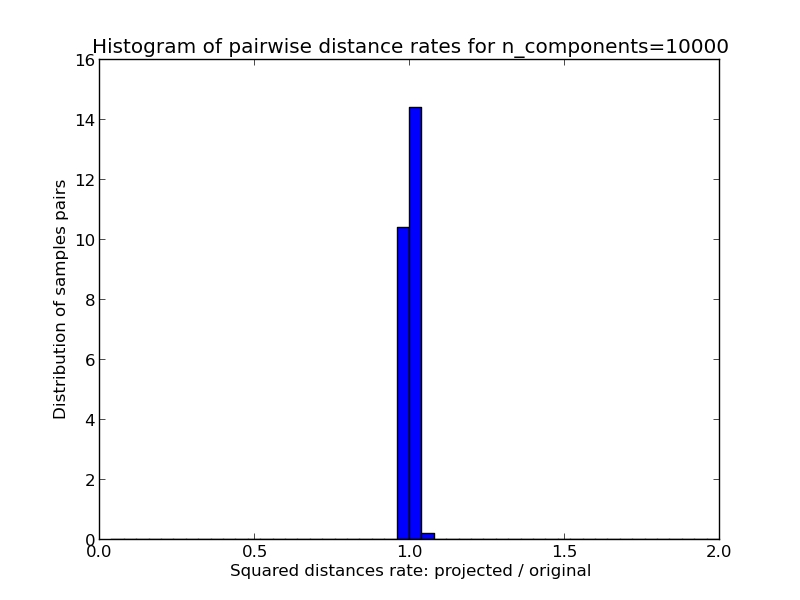 Histogram of pairwise distance rates for n_components=10000
16
14
12
10
8
6
4
2
0
Distribution of samples pairs
0.0 0.5 1.0 1.5 2.0
Squared distances rate: projected / original